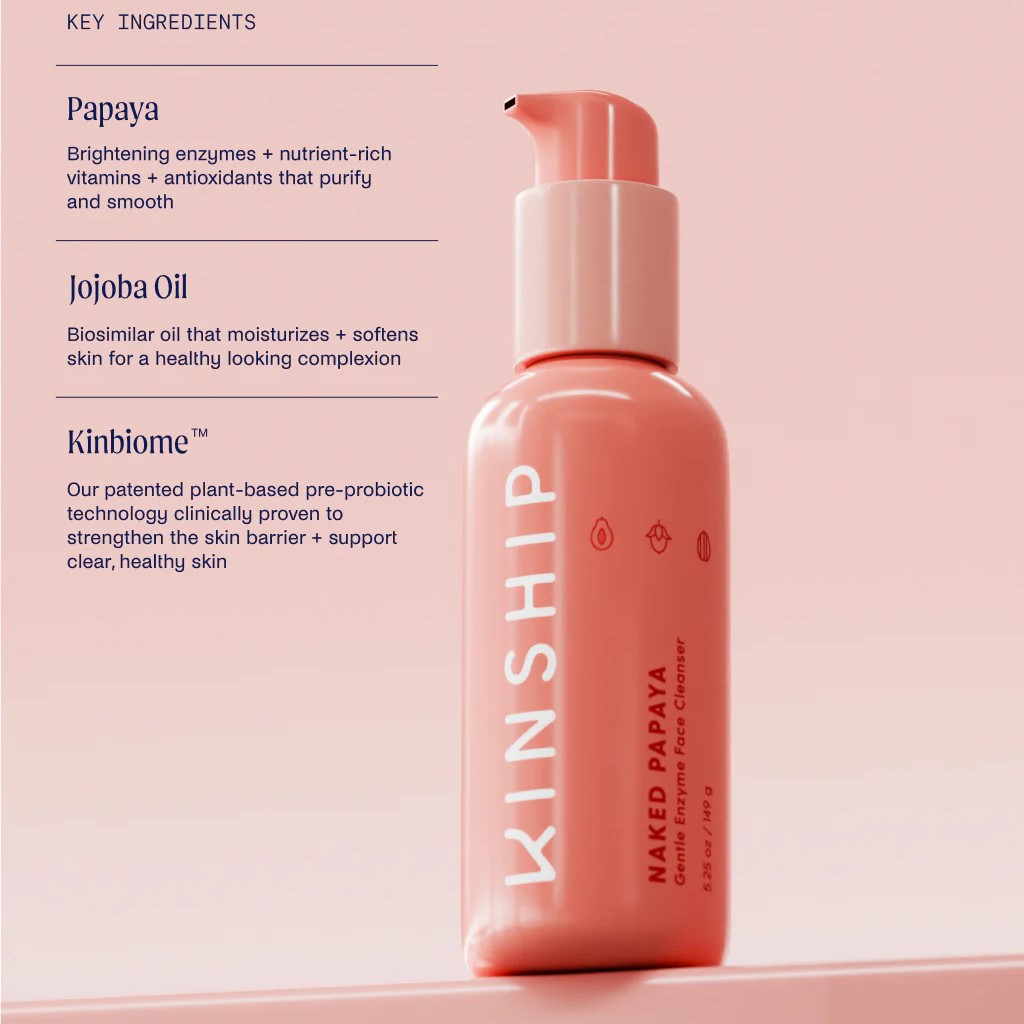 KEY INGREDIENTS
Papaya
Brightening enzymes + nutrient-rich
vitamins + antioxidants that purify
and smooth
Jojoba Oil
Biosimilar oil that moisturizes + softens
skin for a healthy looking complexion
Kinbiome™
Our patented plant-based pre-probiotic
technology clinically proven to
strengthen the skin barrier + support
clear, healthy skin
KINSHIP
NAKED PAPAYA
Gentle Enzyme Face Cleanser
5.25 oz / 149 g